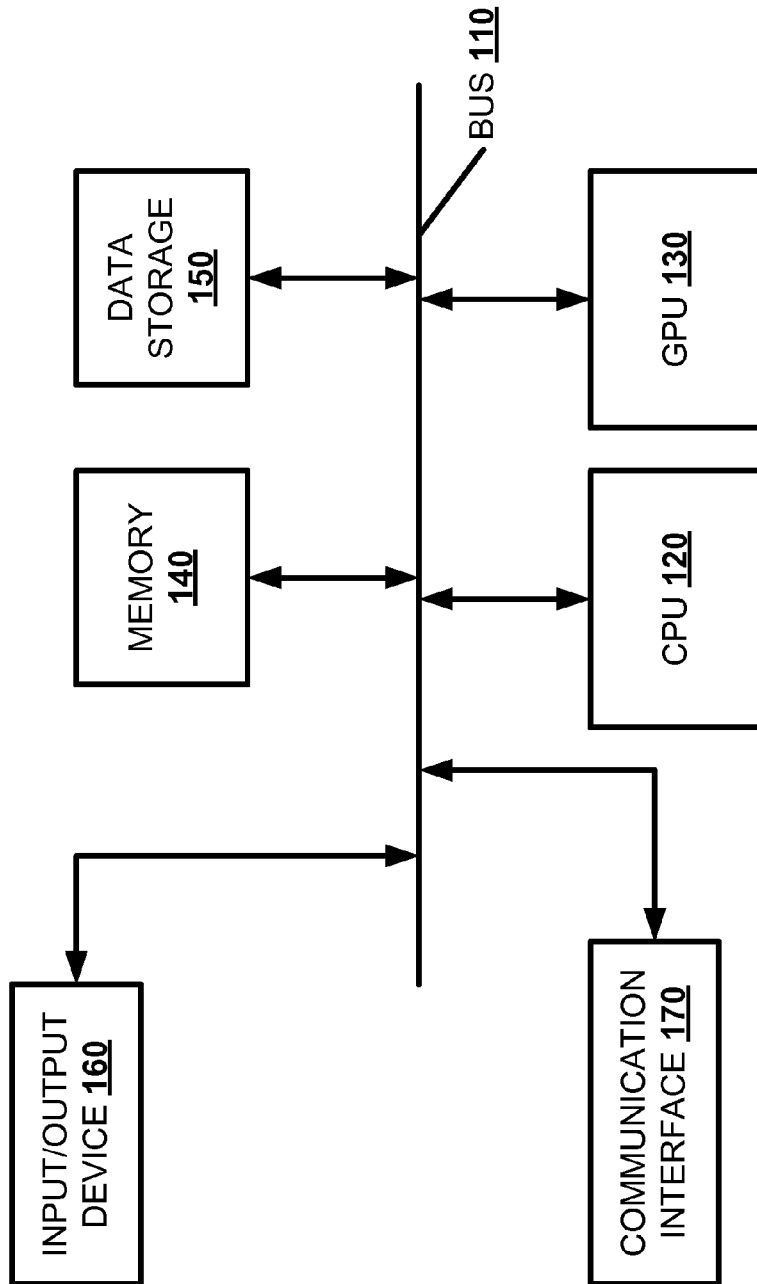 INPUT/OUTPUT
DEVICE 160
MEMORY
140
DATA
STORAGE
150
BUS 110
COMMUNICATION
INTERFACE 170
CPU 120
GPU 130